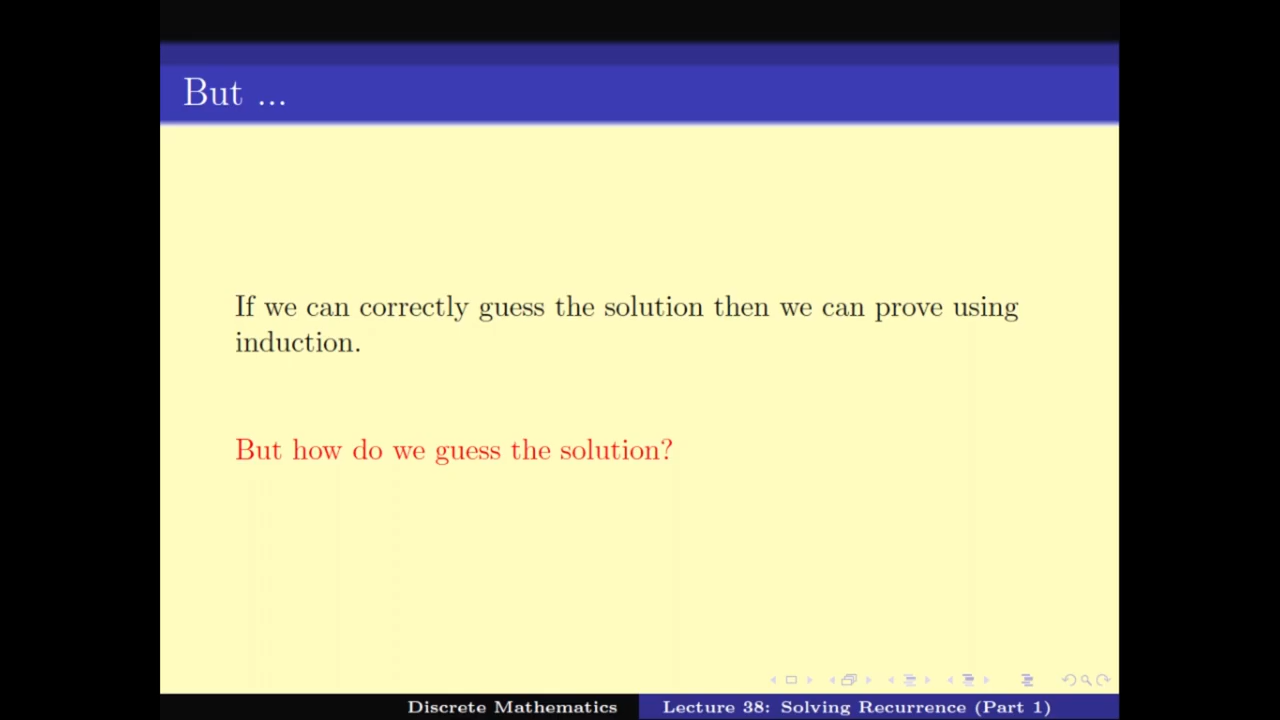 But ...
If we can correctly guess the solution then we can prove using
induction.
But how do we guess the solution?
Discrete Mathematics
Lecture 38: Solving Recurrence (Part 1)